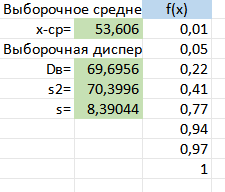 Выборочное средне f(x)
х-ср= 53,606 0,01
Выборочная диспер 0,05
Dв= 69,6956 0,22
s2= 70,3996 0,41
s= 8,39044 0,77
0,94
0,97
1